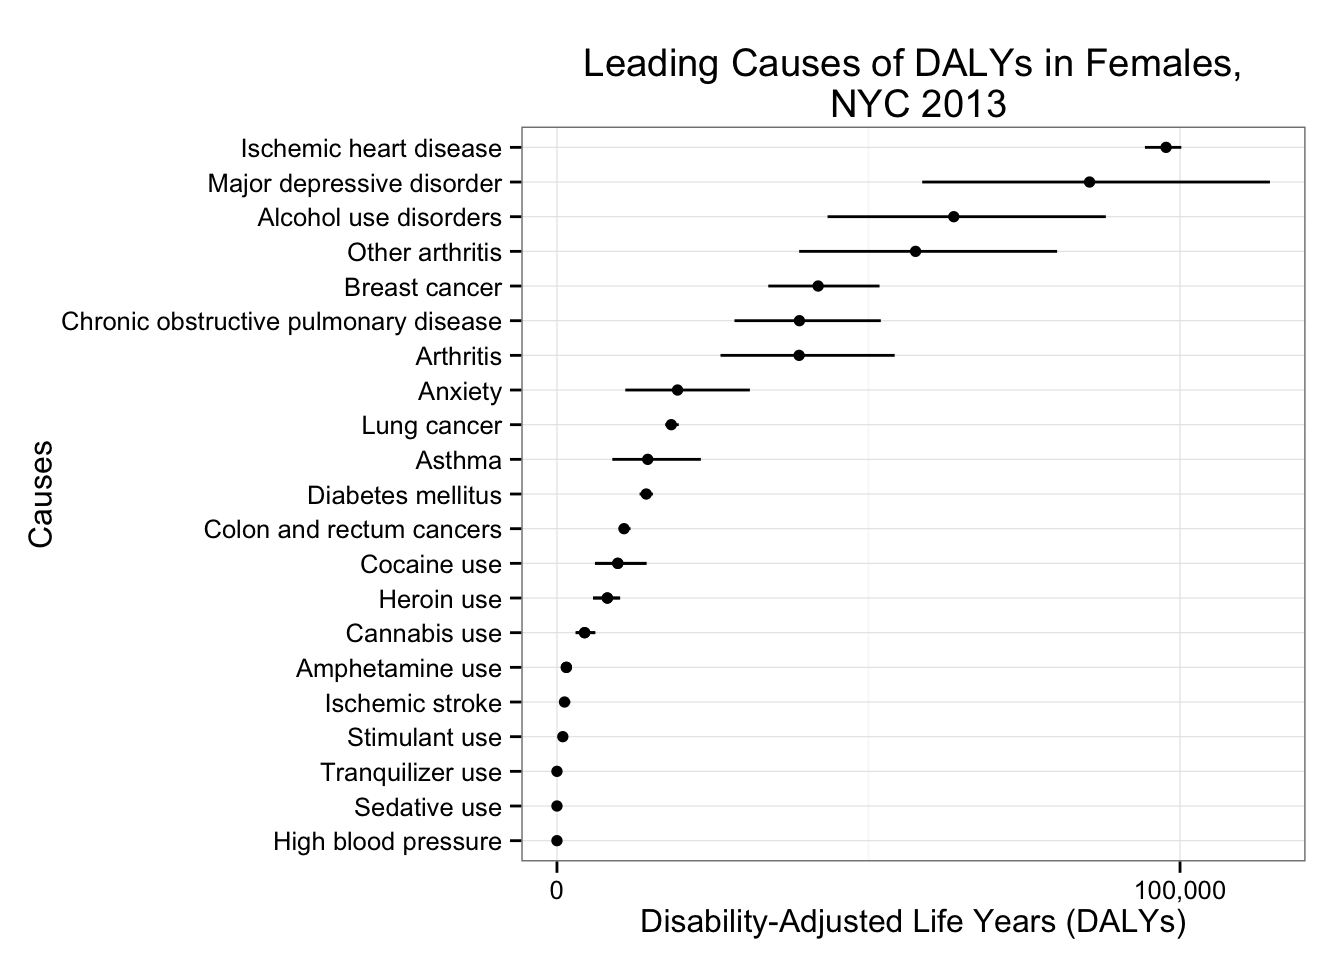 Leading Causes of DALYs in Females,
NYC 2013
Causes
Ischemic heart disease
Major depressive disorder
Alcohol use disorders
Other arthritis
Breast cancer
Chronic obstructive pulmonary disease
Arthritis
Anxiety
Lung cancer
Asthma
Diabetes mellitus
Colon and rectum cancers
Cocaine use
Heroin use
Cannabis use
Amphetamine use
Ischemic stroke
Stimulant use
Tranquilizer use
Sedative use
High blood pressure
0 100,000
Disability-Adjusted Life Years (DALYs)